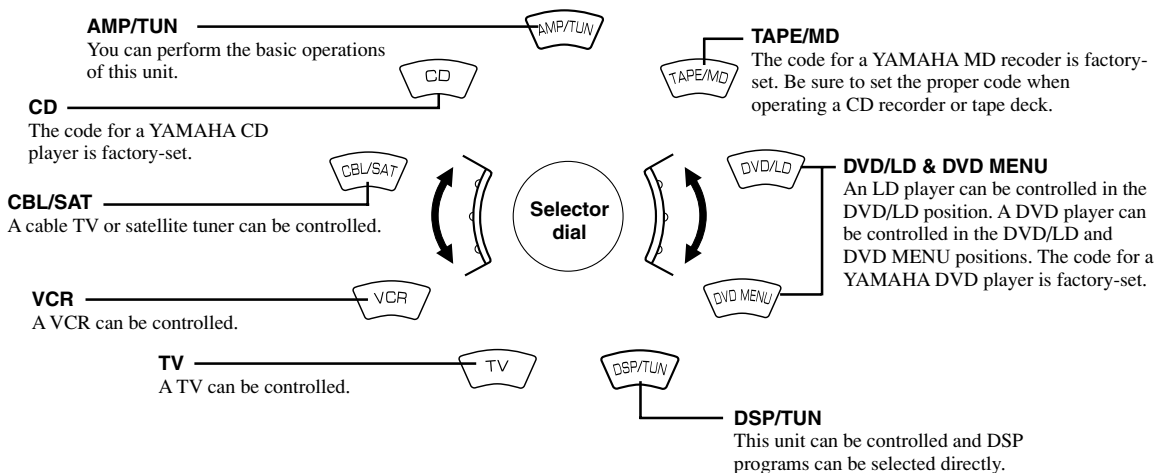 AMP/TUN
You can perform the basic operations
of this unit.
AMP/TUN
TAPE/MD
The code for a YAMAHA MD recoder is factory-
set. Be sure to set the proper code when
operating a CD recorder or tape deck.
TAPE/MD
CD
CD
The code for a YAMAHA CD
player is factory-set.
CBL/SAT
CBL/SAT
A cable TV or satellite tuner can be controlled.
Selector
dial
DVD/LD
DVD/LD & DVD MENU
An LD player can be controlled in the
DVD/LD position. A DVD player can
be controlled in the DVD/LD and
DVD MENU positions. The code for a
YAMAHA DVD player is factory-set.
DVD MENU
VCR
VCR
A VCR can be controlled.
TV
TV
A TV can be controlled.
DSP/TUN
DSP/TUN
This unit can be controlled and DSP
programs can be selected directly.